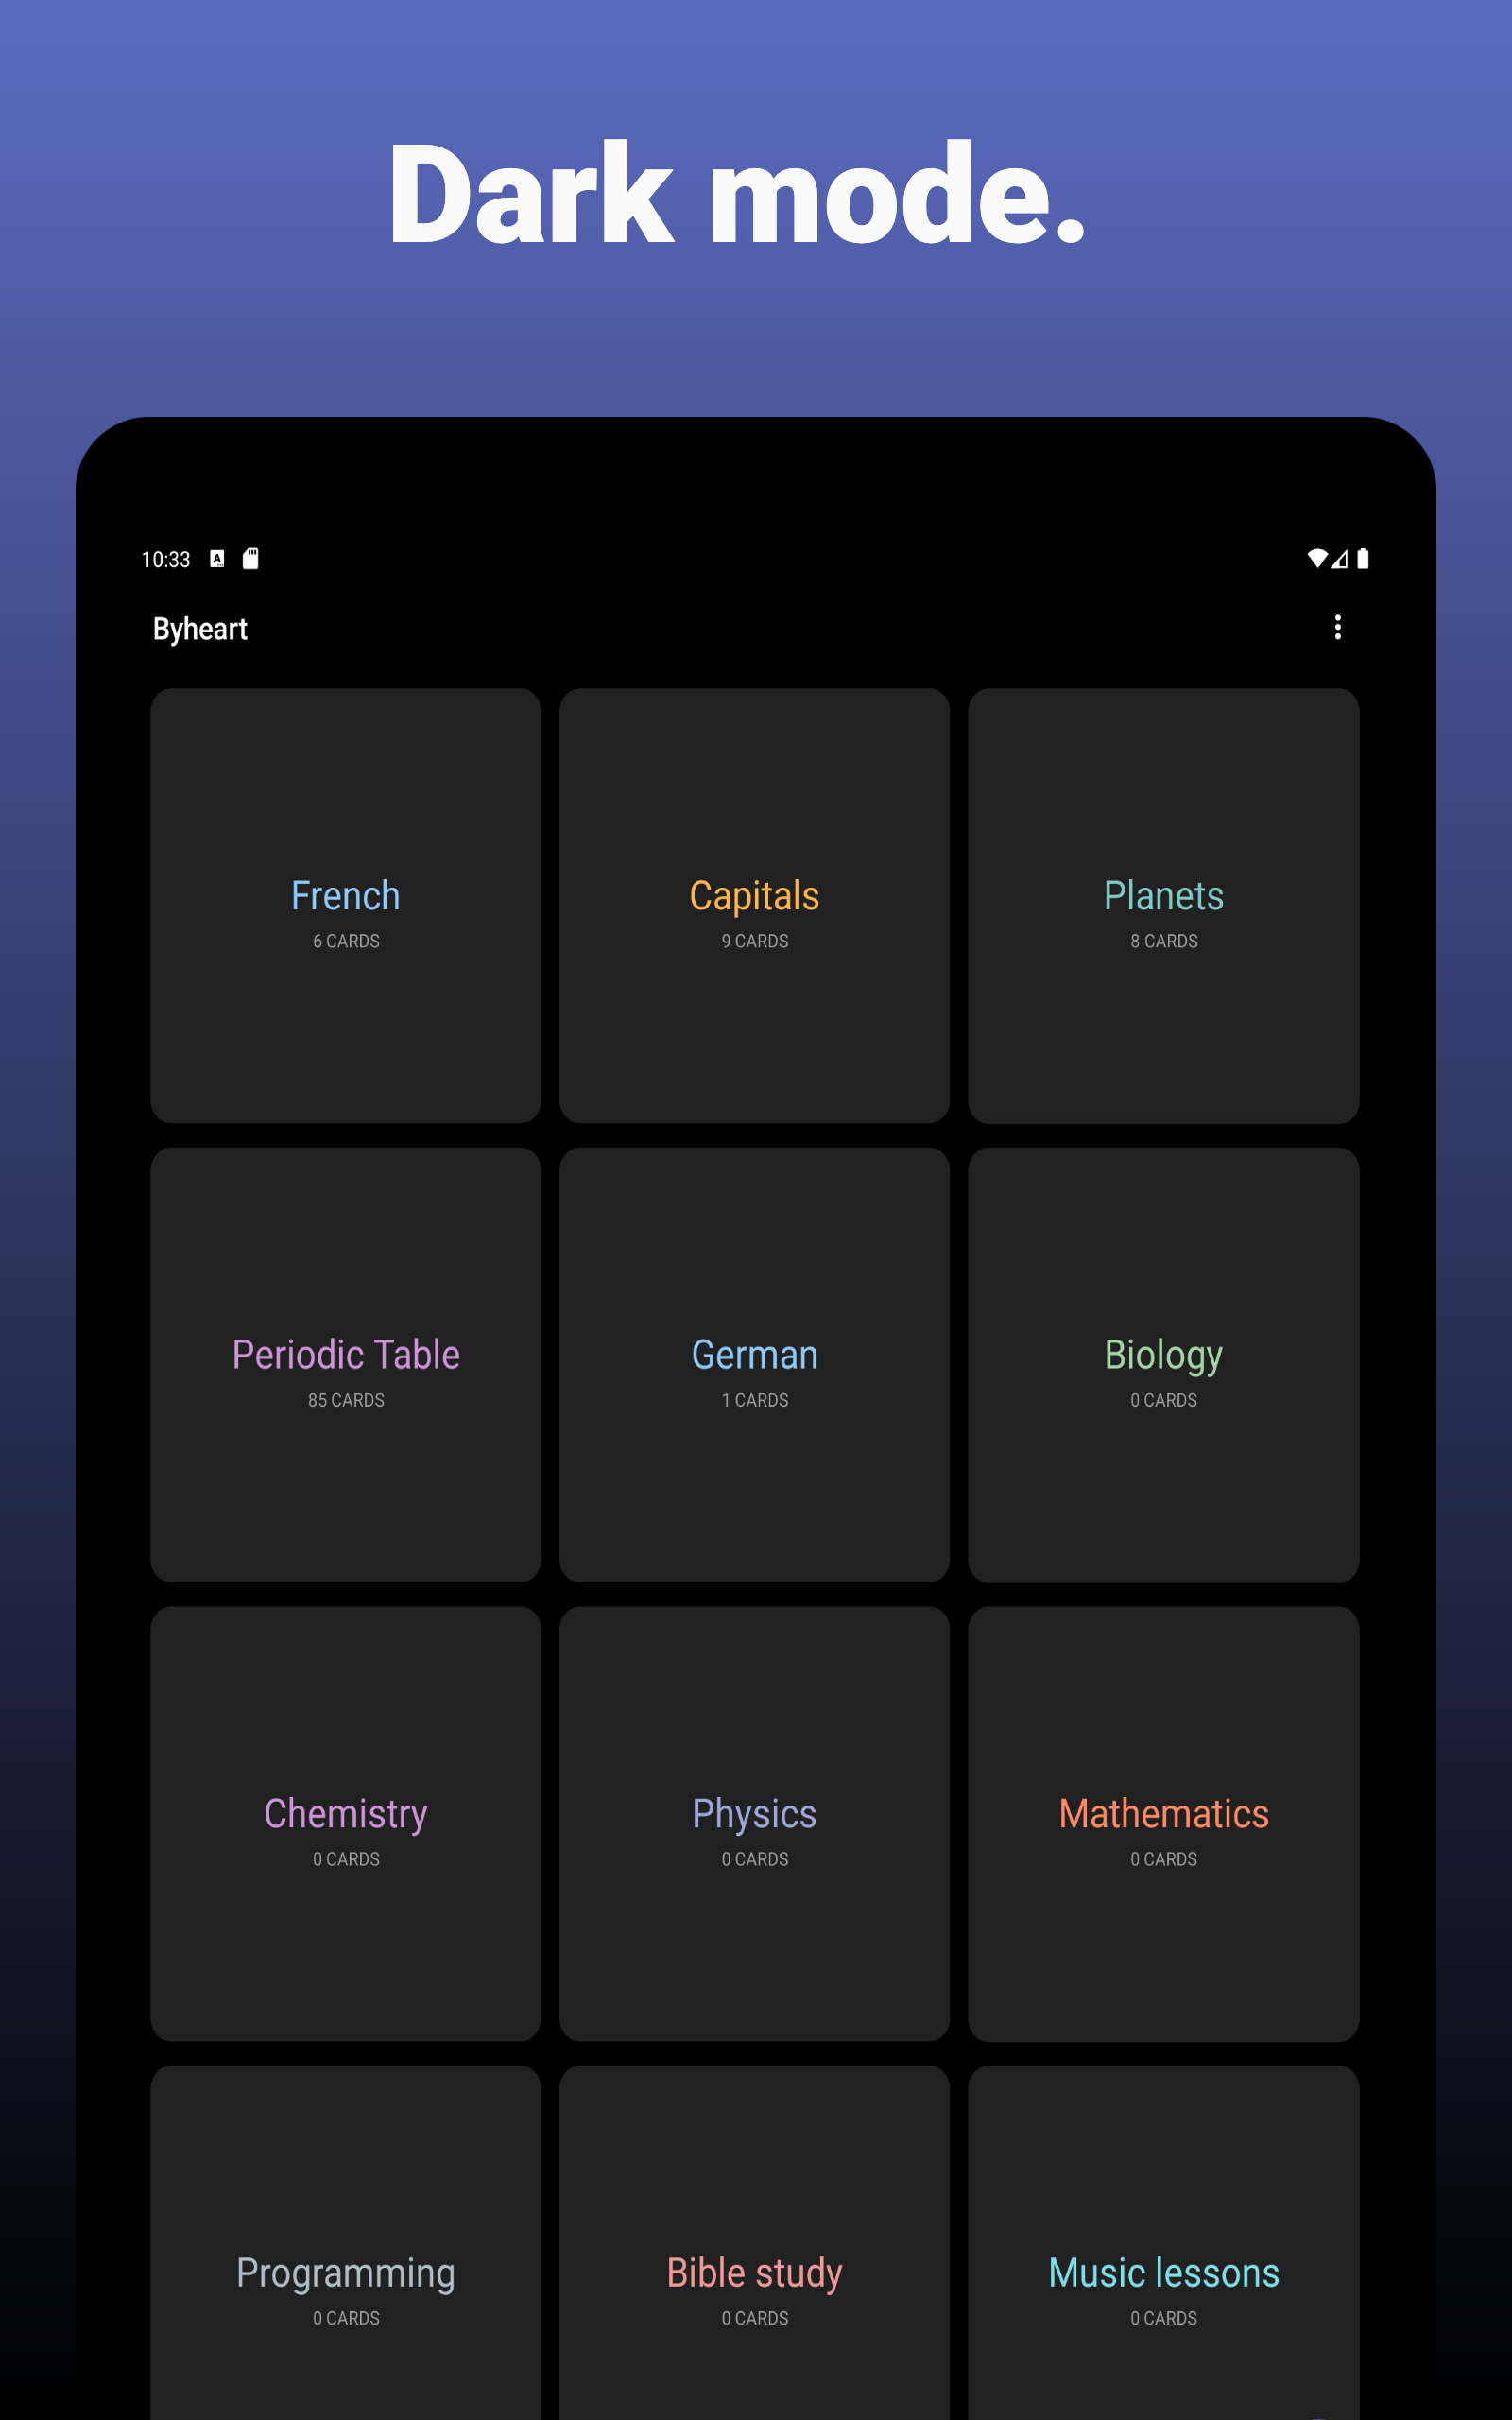 Dark mode.
10:33
Byheart
French
6 CARDS
Capitals
9 CARDS
Planets
8 CARDS
Periodic Table
85 CARDS
German
1 CARDS
Biology
0 CARDS
Chemistry
0 CARDS
Physics
0 CARDS
Mathematics
0 CARDS
Programming
0 CARDS
Bible study
0 CARDS
Music lessons
0 CARDS